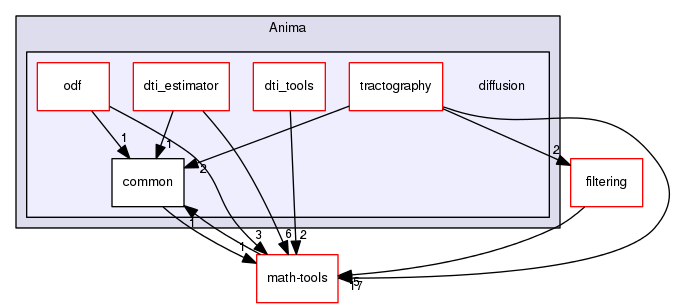 Anima
odf
dti_estimator
dti_tools
tractography
diffusion
1
1
2
2
common
filtering
1
1
3
6
2
math-tools
5
17